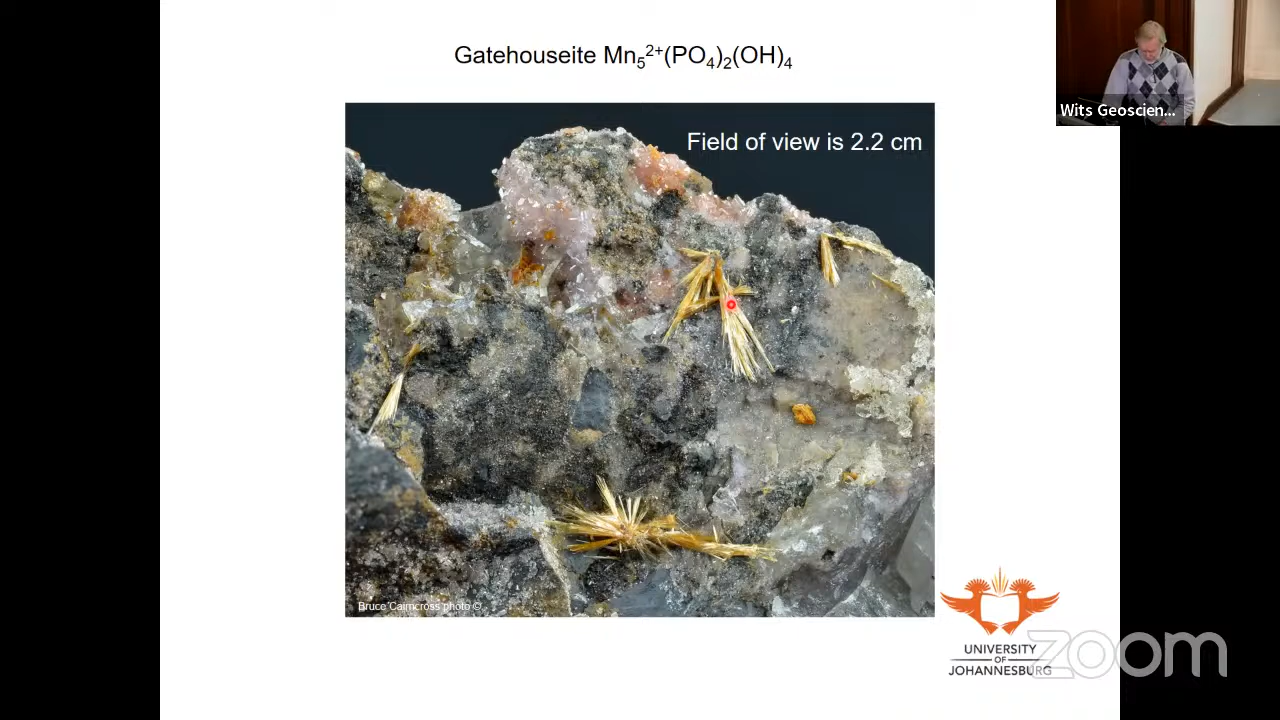 Gatehouseite Mn₅²⁺(PO₄)₂(OH)₄
Wits Geoscien...
Field of view is 2.2 cm
Bruce Cairncross photo ©
UNIVERSITY
OF
JOHANNESBURG
zoom